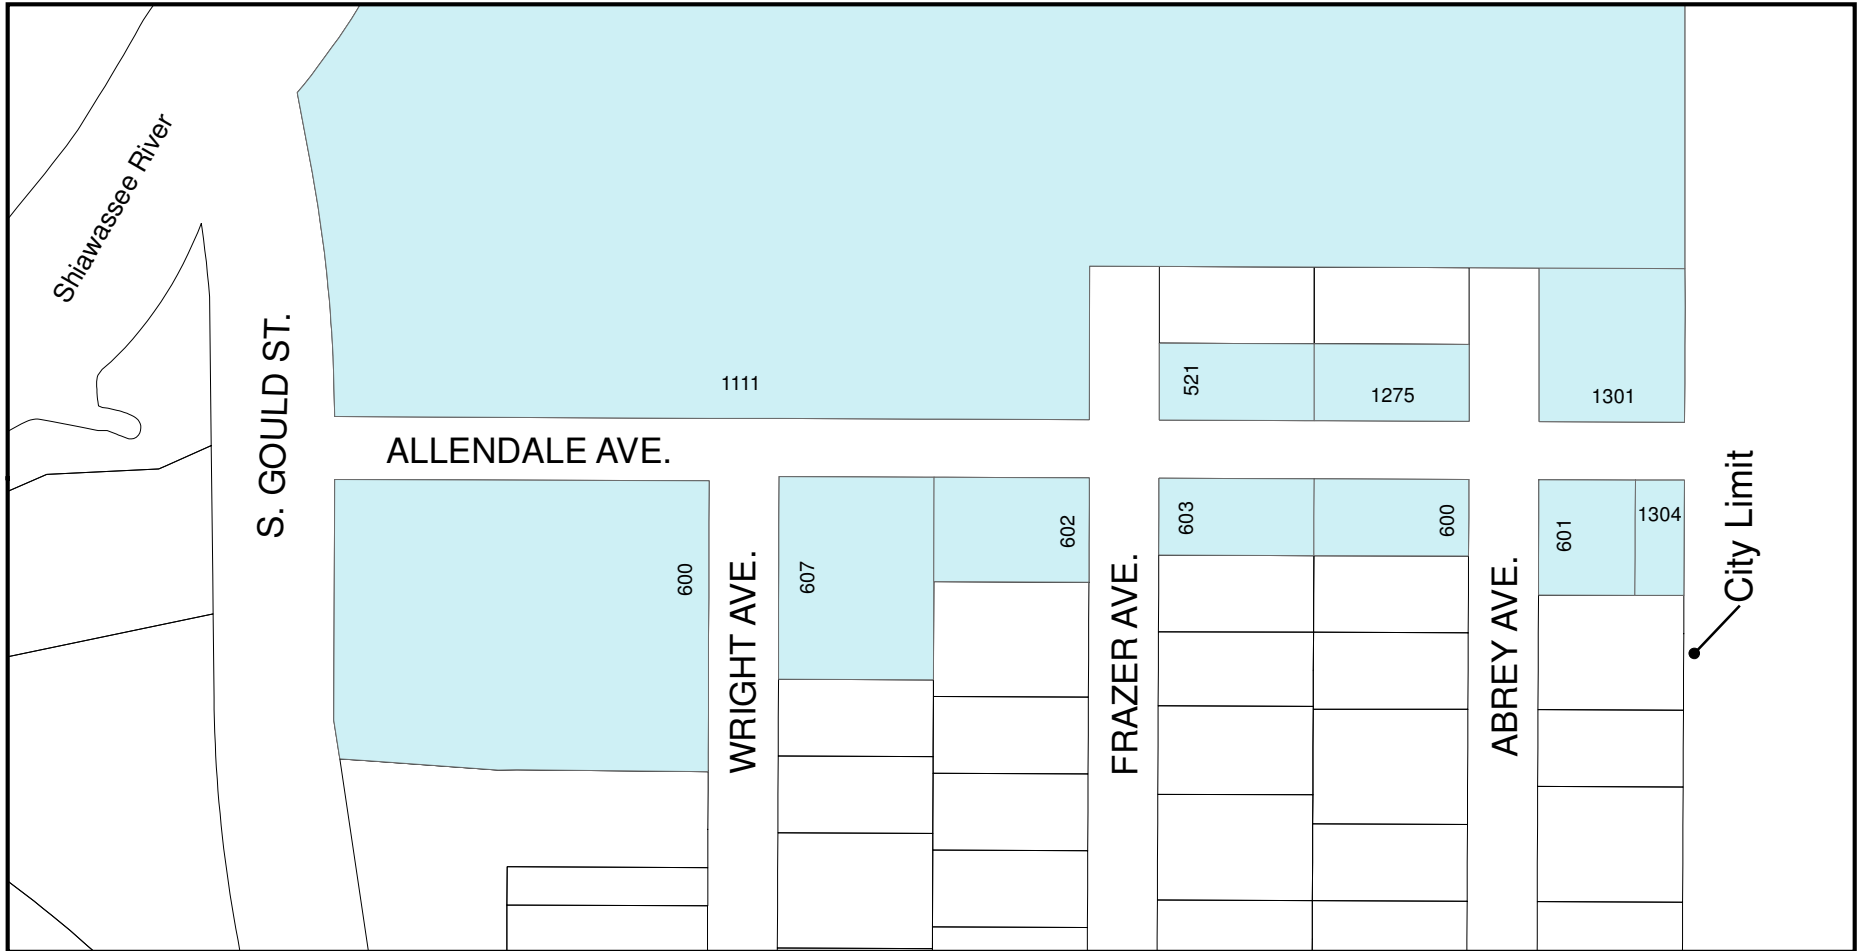 Shiawassee River
S. GOULD ST.
1111
521
1275
1301
ALLENDALE AVE.
600
WRIGHT AVE.
607
602
FRAZER AVE.
603
600
ABREY AVE.
601
1304
City Limit